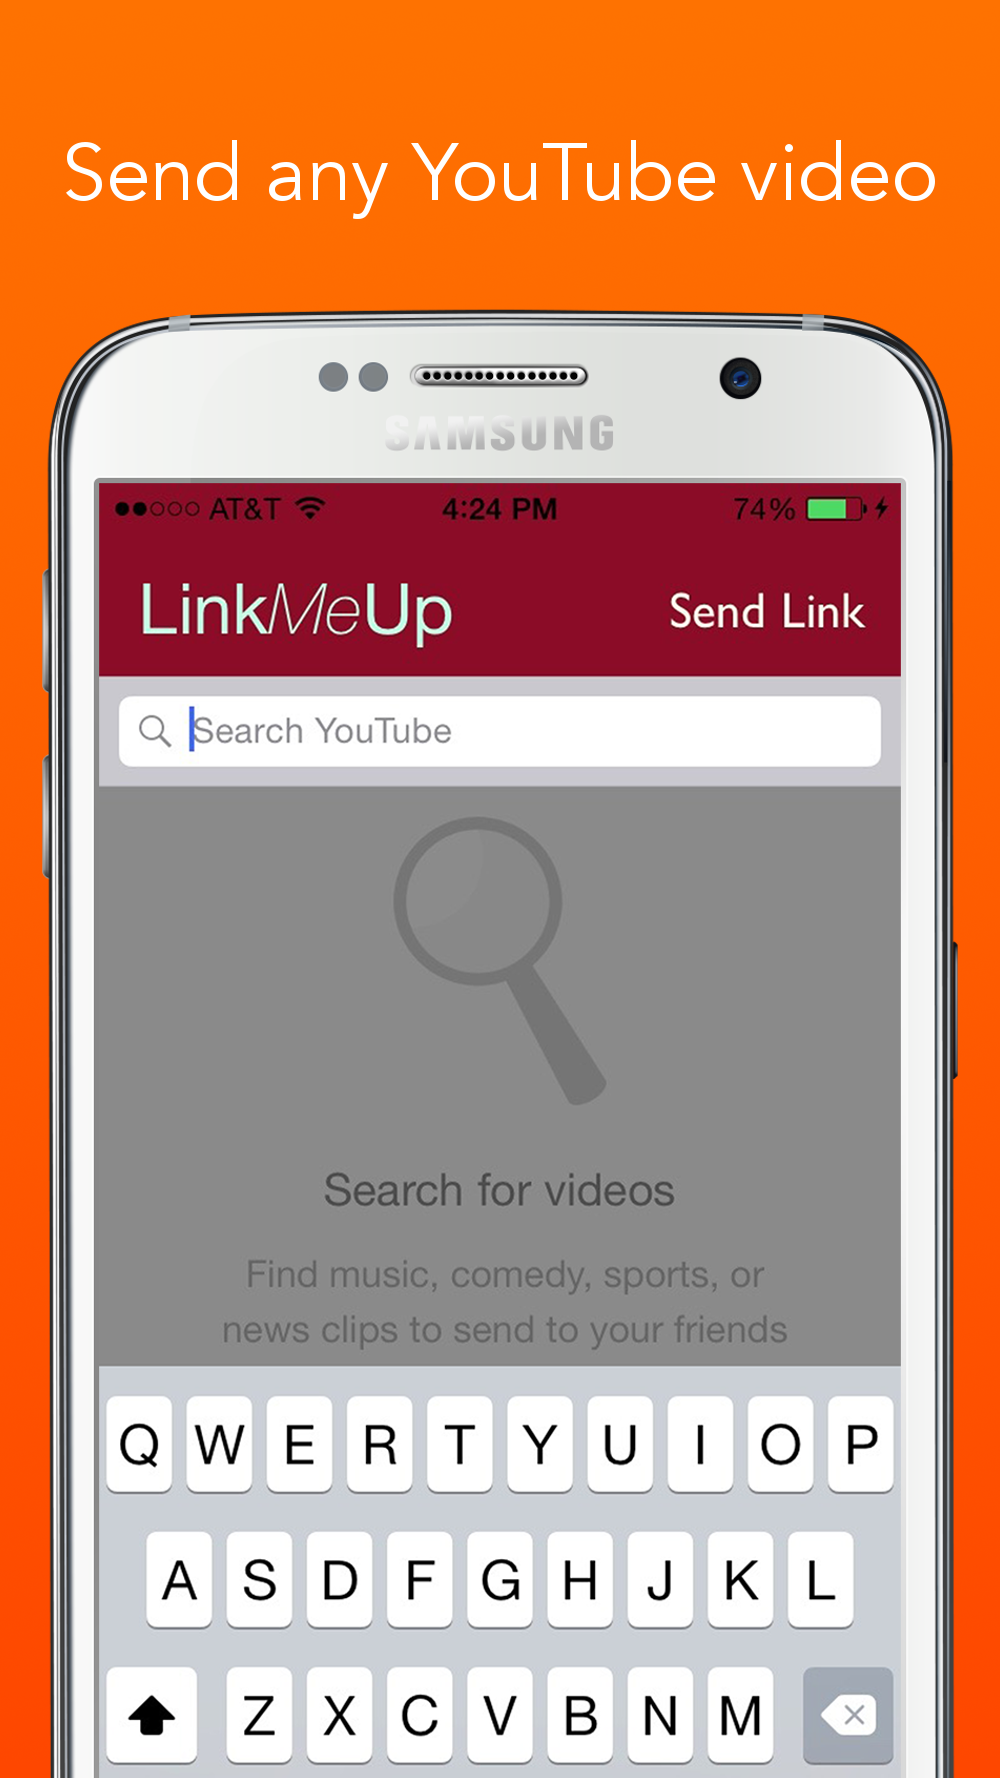 Send any YouTube video
SAMSUNG
AT&T 4:24 PM 74%
LinkMeUp Send Link
Search YouTube
Search for videos
Find music, comedy, sports, or
news clips to send to your friends
Q W E R T Y U I O P
A S D F G H J K L
Z X C V B N M